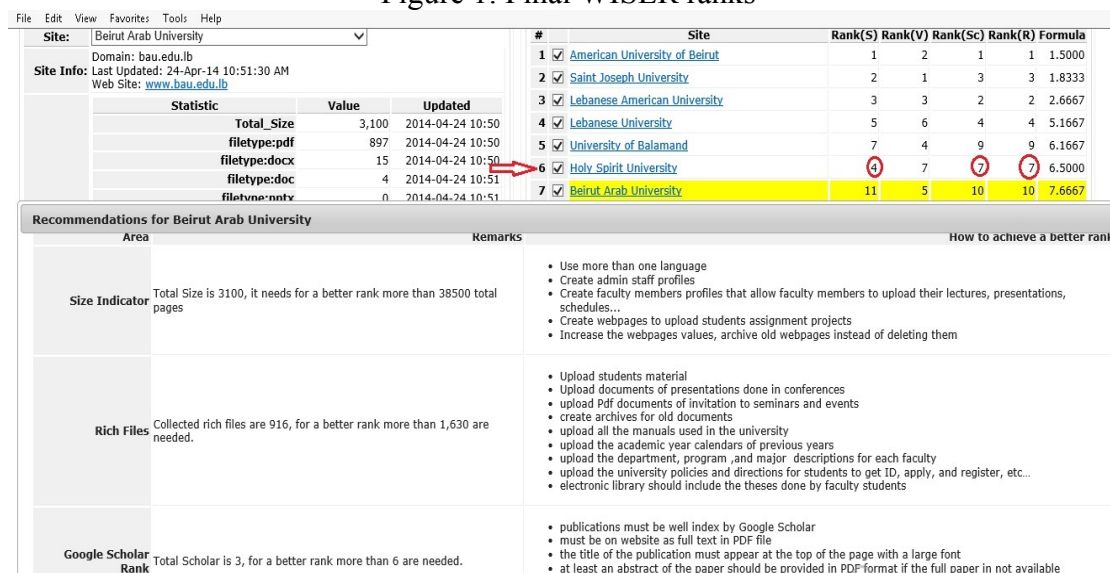 Figure 1: Final WISER ranks
File Edit View Favorites Tools Help
Site: Beirut Arab University
Site Info: Domain: bau.edu.lb
Last Updated: 24-Apr-14 10:51:30 AM
Web Site: www.bau.edu.lb
Statistic Value Updated
Total_Size 3,100 2014-04-24 10:50
filetype:pdf 897 2014-04-24 10:50
filetype:docx 15 2014-04-24 10:50
filetype:doc 4 2014-04-24 10:51
filetype:pptx 0 2014-04-24 10:51
# Site Rank(S) Rank(V) Rank(Sc) Rank(R) Formula
1 American University of Beirut 1 2 1 1 1.5000
2 Saint Joseph University 2 1 3 3 1.8333
3 Lebanese American University 3 3 2 2 2.6667
4 Lebanese University 5 6 4 4 5.1667
5 University of Balamand 7 4 9 9 6.1667
6 Holy Spirit University 4 7 7 7 6.5000
7 Beirut Arab University 11 5 10 10 7.6667
Recommendations for Beirut Arab University
Area Remarks How to achieve a better rank
Size Indicator
Total Size is 3100, it needs for a better rank more than 38500 total
pages
• Use more than one language
• Create admin staff profiles
• Create faculty members profiles that allow faculty members to upload their lectures, presentations,
schedules...
• Create webpages to upload students assignment projects
• Increase the webpages values, archive old webpages instead of deleting them
Rich Files
Collected rich files are 916, for a better rank more than 1,630 are
needed.
• Upload students material
• Upload documents of presentations done in conferences
• upload Pdf documents of invitation to seminars and events
• create archives for old documents
• upload all the manuals used in the university
• upload the academic year calendars of previous years
• upload the department, program ,and major descriptions for each faculty
• upload the university policies and directions for students to get ID, apply, and register, etc...
• electronic library should include the theses done by faculty students
Google Scholar
Rank
Total Scholar is 3, for a better rank more than 6 are needed.
• publications must be well index by Google Scholar
• must be on website as full text in PDF file
• the title of the publication must appear at the top of the page with a large font
• at least an abstract of the paper should be provided in PDF format if the full paper in not available